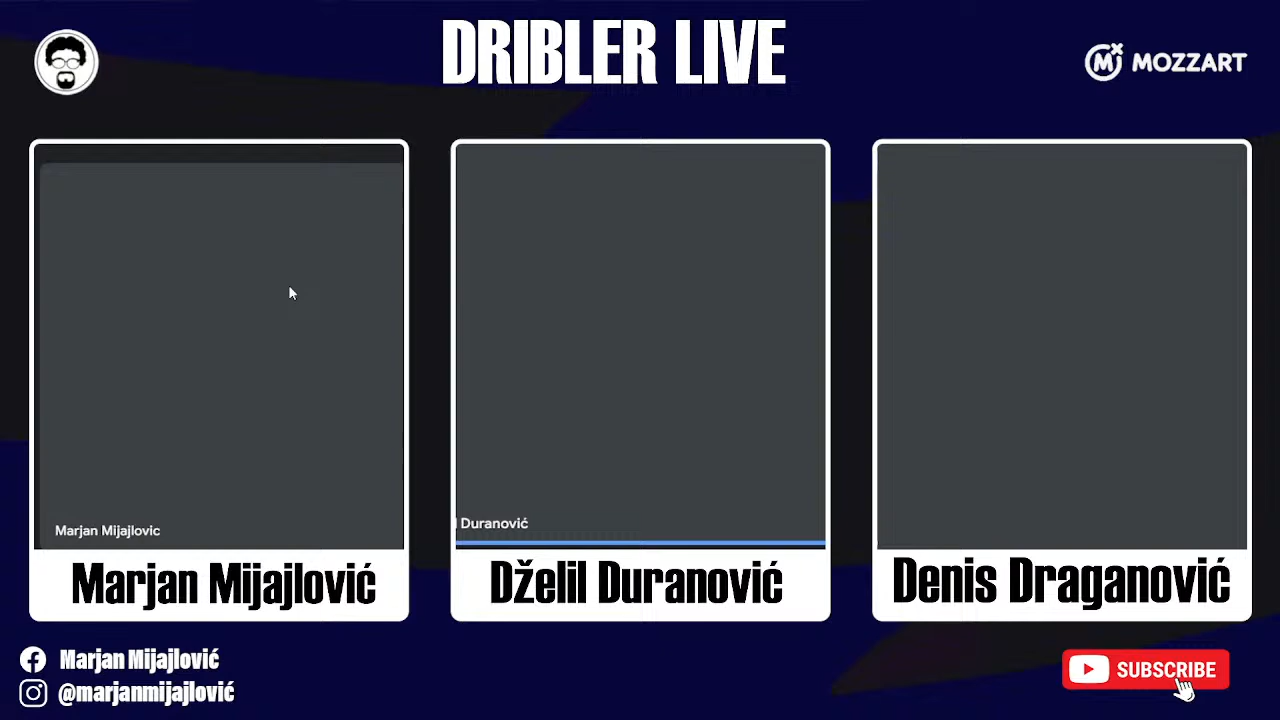 DRIBLER LIVE
MOZZART
Marjan Mijajlovic
Duranović
Marjan Mijajlović
Dželil Duranović
Denis Draganović
Marjan Mijajlović
@marjanmijajlović
SUBSCRIBE